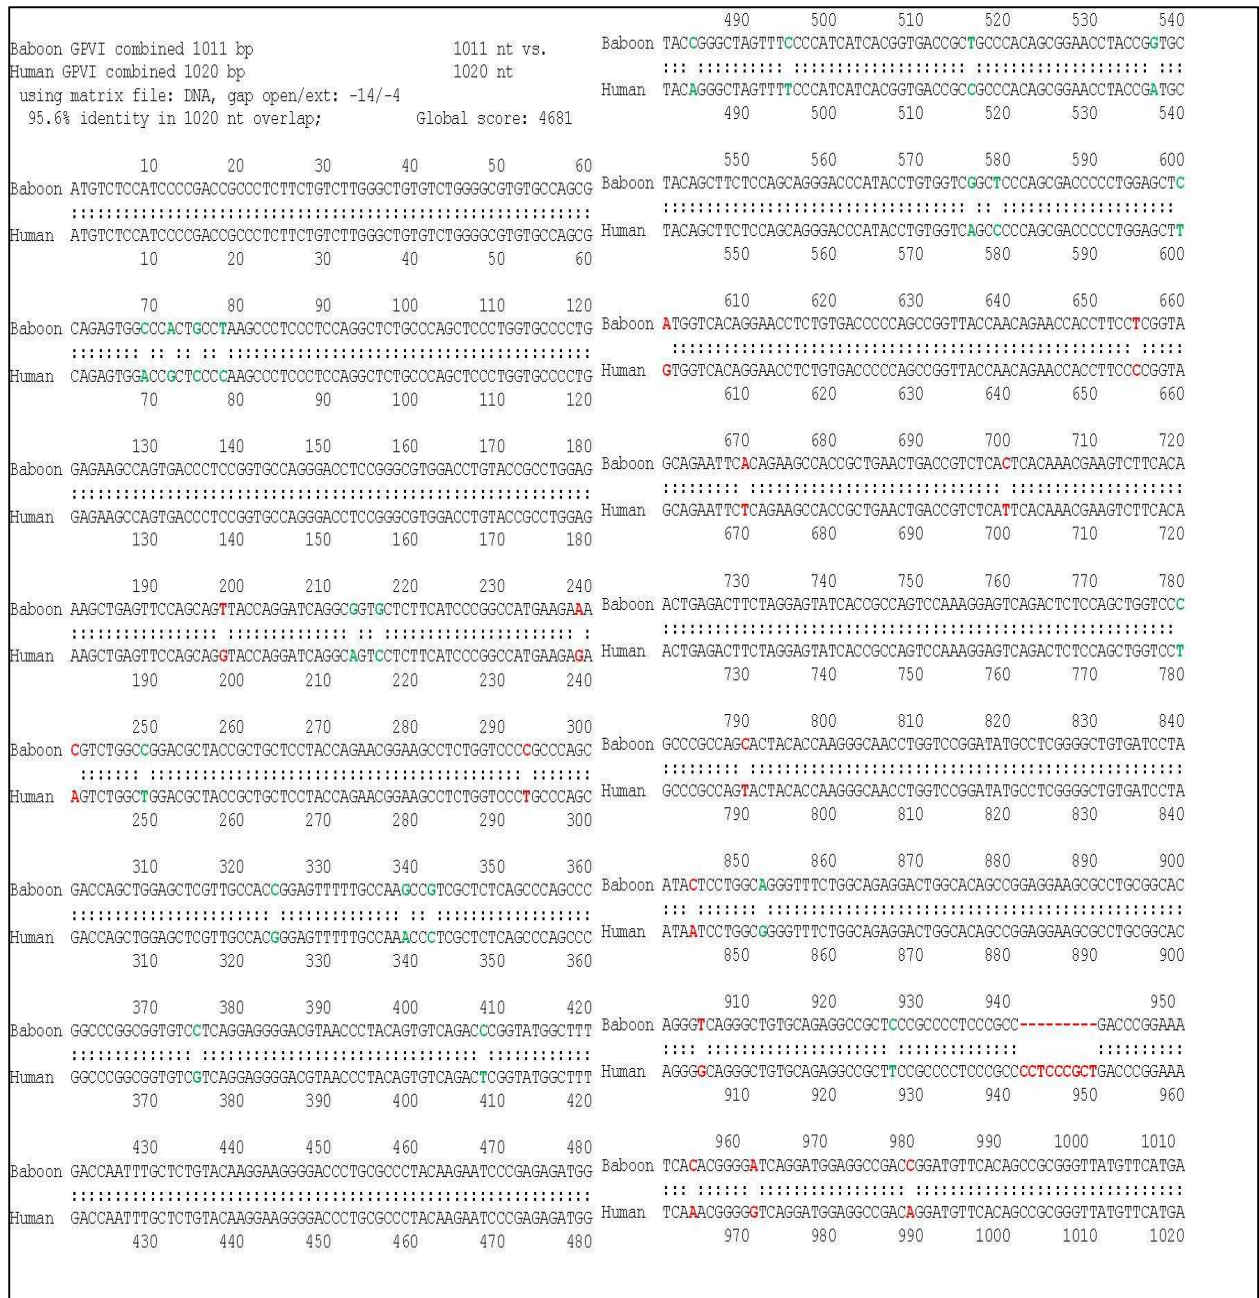 Baboon GPVI combined 1011 bp 1011 nt vs.
Human GPVI combined 1020 bp 1020 nt
using matrix file: DNA, gap open/ext: -14/-4
95.6% identity in 1020 nt overlap; Global score: 4681
10 20 30 40 50 60
Baboon ATGTCTCCATCCCCGACCGCCCTCTTCTGTCTTGGGCTGTGTCTGGGGCGTGTGCCAGCG
Human ATGTCTCCATCCCCGACCGCCCTCTTCTGTCTTGGGCTGTGTCTGGGGCGTGTGCCAGCG
10 20 30 40 50 60
70 80 90 100 110 120
Baboon CAGAGTGGCCCACTGCCTAAGCCCTCCCTCCAGGCTCTGCCCAGCTCCCTGGTGCCCCTG
Human CAGAGTGGACCGCTCCCCAAGCCCTCCCTCCAGGCTCTGCCCAGCTCCCTGGTGCCCCTG
70 80 90 100 110 120
130 140 150 160 170 180
Baboon GAGAAGCCAGTGACCCTCCGGTGCCAGGGACCTCCGGGCGTGGACCTGTACCGCCTGGAG
Human GAGAAGCCAGTGACCCTCCGGTGCCAGGGACCTCCGGGCGTGGACCTGTACCGCCTGGAG
130 140 150 160 170 180
190 200 210 220 230 240
Baboon AAGCTGAGTTCCAGCAGTTACCAGGATCAGGCGGTGCTCTTCATCCCGGCCATGAAGAAA
Human AAGCTGAGTTCCAGCAGGTACCAGGATCAGGCAGTCCTCTTCATCCCGGCCATGAAGAGA
190 200 210 220 230 240
250 260 270 280 290 300
Baboon CGTCTGGCCGGACGCTACCGCTGCTCCTACCAGAACGGAAGCCTCTGGTCCCCGCCCAGC
Human AGTCTGGCTGGACGCTACCGCTGCTCCTACCAGAACGGAAGCCTCTGGTCCCTGCCCAGC
250 260 270 280 290 300
310 320 330 340 350 360
Baboon GACCAGCTGGAGCTCGTTGCCACCGGAGTTTTTGCCAAGCCGTCGCTCTCAGCCCAGCCC
Human GACCAGCTGGAGCTCGTTGCCACGGGAGTTTTTGCCAAACCCTCGCTCTCAGCCCAGCCC
310 320 330 340 350 360
370 380 390 400 410 420
Baboon GGCCCGGCGGTGTCCTCAGGAGGGGACGTAACCCTACAGTGTCAGACCCGGTATGGCTTT
Human GGCCCGGCGGTGTCGTCAGGAGGGGACGTAACCCTACAGTGTCAGACTCGGTATGGCTTT
370 380 390 400 410 420
430 440 450 460 470 480
Baboon GACCAATTTGCTCTGTACAAGGAAGGGGACCCTGCGCCCTACAAGAATCCCGAGAGATGG
Human GACCAATTTGCTCTGTACAAGGAAGGGGACCCTGCGCCCTACAAGAATCCCGAGAGATGG
430 440 450 460 470 480
490 500 510 520 530 540
Baboon TACCGGGCTAGTTTCCCCATCATCACGGTGACCGCTGCCCACAGCGGAACCTACCGGTGC
Human TACAGGGCTAGTTTTCCCATCATCACGGTGACCGCCGCCCACAGCGGAACCTACCGATGC
490 500 510 520 530 540
550 560 570 580 590 600
Baboon TACAGCTTCTCCAGCAGGGACCCATACCTGTGGTCGGCTCCCAGCGACCCCCTGGAGCTC
Human TACAGCTTCTCCAGCAGGGACCCATACCTGTGGTCAGCCCCCAGCGACCCCCTGGAGCTT
550 560 570 580 590 600
610 620 630 640 650 660
Baboon ATGGTCACAGGAACCTCTGTGACCCCCAGCCGGTTACCAACAGAACCACCTTCCTCGGTA
Human GTGGTCACAGGAACCTCTGTGACCCCCAGCCGGTTACCAACAGAACCACCTTCCCCGGTA
610 620 630 640 650 660
670 680 690 700 710 720
Baboon GCAGAATTCACAGAAGCCACCGCTGAACTGACCGTCTCACTCACAAACGAAGTCTTCACA
Human GCAGAATTCTCAGAAGCCACCGCTGAACTGACCGTCTCATTCACAAACGAAGTCTTCACA
670 680 690 700 710 720
730 740 750 760 770 780
Baboon ACTGAGACTTCTAGGAGTATCACCGCCAGTCCAAAGGAGTCAGACTCTCCAGCTGGTCCC
Human ACTGAGACTTCTAGGAGTATCACCGCCAGTCCAAAGGAGTCAGACTCTCCAGCTGGTCCT
730 740 750 760 770 780
790 800 810 820 830 840
Baboon GCCCGCCAGCACTACACCAAGGGCAACCTGGTCCGGATATGCCTCGGGGCTGTGATCCTA
Human GCCCGCCAGTACTACACCAAGGGCAACCTGGTCCGGATATGCCTCGGGGCTGTGATCCTA
790 800 810 820 830 840
850 860 870 880 890 900
Baboon ATACTCCTGGCAGGGTTTCTGGCAGAGGACTGGCACAGCCGGAGGAAGCGCCTGCGGCAC
Human ATAATCCTGGCGGGGTTTCTGGCAGAGGACTGGCACAGCCGGAGGAAGCGCCTGCGGCAC
850 860 870 880 890 900
910 920 930 940 950
Baboon AGGGTCAGGGCTGTGCAGAGGCCGCTCCCGCCCCTCCCGCC---------GACCCGGAAA
Human AGGGGCAGGGCTGTGCAGAGGCCGCTTCCGCCCCTCCCGCCCCTCCCGCTGACCCGGAAA
910 920 930 940 950 960
960 970 980 990 1000 1010
Baboon TCACACGGGGATCAGGATGGAGGCCGACCGGATGTTCACAGCCGCGGGTTATGTTCATGA
Human TCAAACGGGGGTCAGGATGGAGGCCGACAGGATGTTCACAGCCGCGGGTTATGTTCATGA
970 980 990 1000 1010 1022